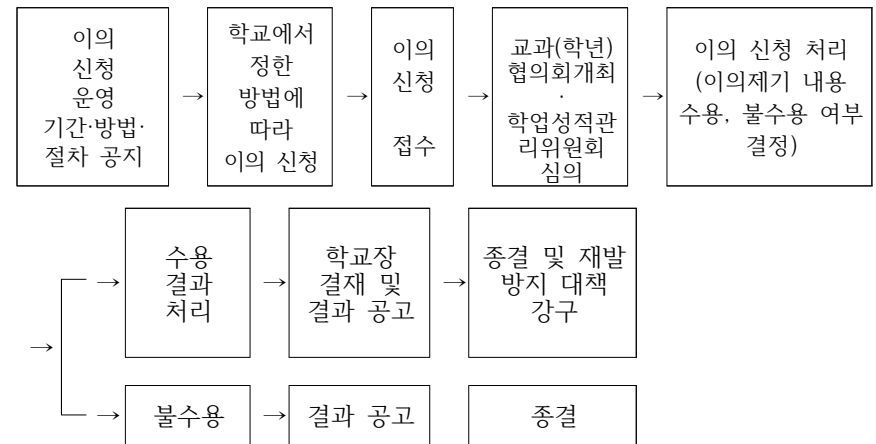 이의
신청
운영
기간·방법·
절차 공지
→
학교에서
정한
방법에
따라
이의 신청
→
이의
신청
접수
→
교과(학년)
협의회개최
·
학업성적관
리위원회
심의
→
이의 신청 처리
(이의제기 내용
수용, 불수용 여부
결정)
→
→
수용
결과
처리
→
학교장
결재 및
결과 공고
→
종결 및 재발
방지 대책
강구
→
불수용
→
결과 공고
종결